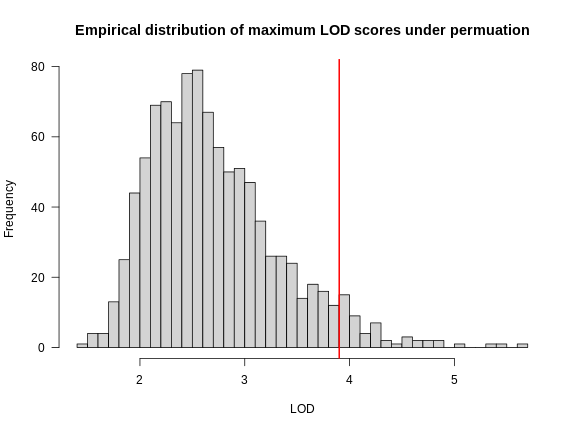 Empirical distribution of maximum LOD scores under permuation
Frequency
80
60
40
20
0
2 3 4 5
LOD